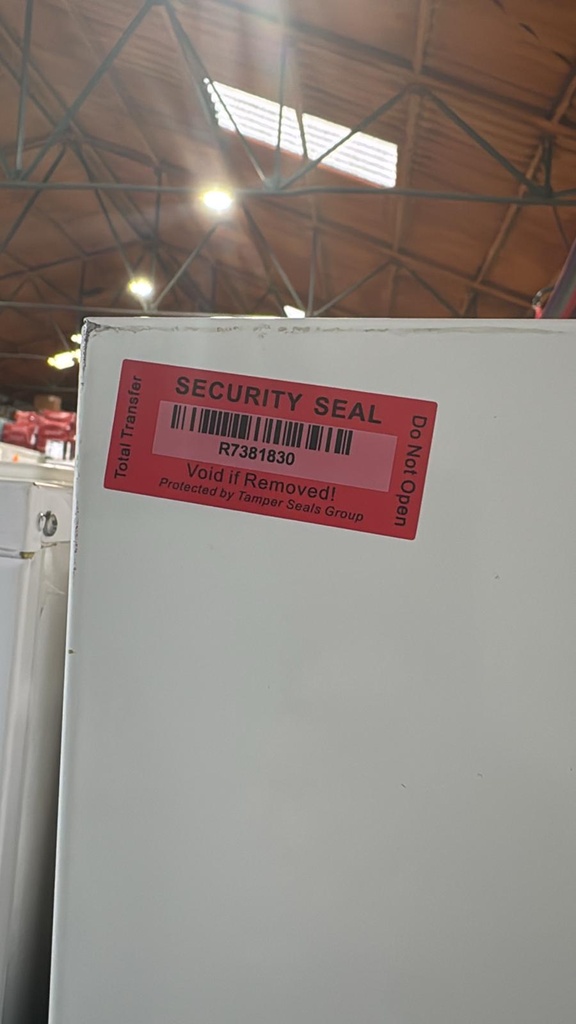 SECURITY SEAL
Total Transfer
R7381830
Do Not Open
Void if Removed!
Protected by Tamper Seals Group